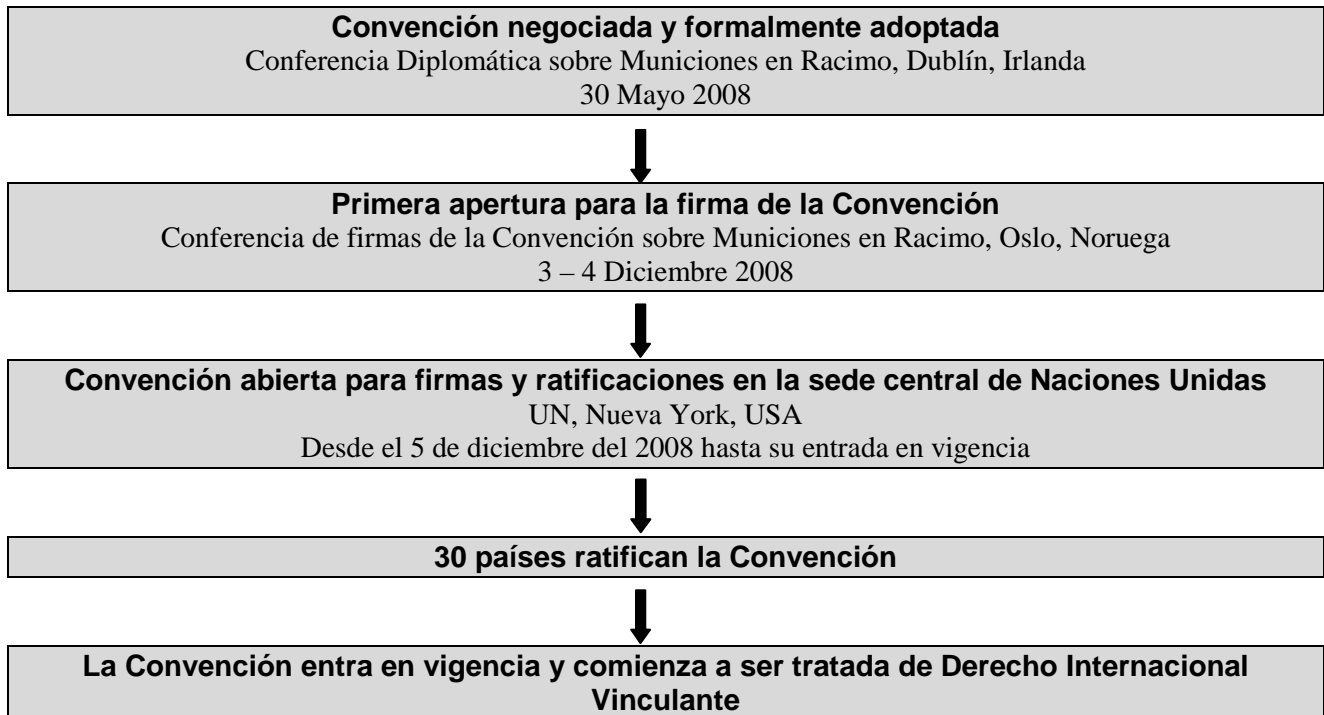 Convención negociada y formalmente adoptada
Conferencia Diplomática sobre Municiones en Racimo, Dublín, Irlanda
30 Mayo 2008
Primera apertura para la firma de la Convención
Conferencia de firmas de la Convención sobre Municiones en Racimo, Oslo, Noruega
3 – 4 Diciembre 2008
Convención abierta para firmas y ratificaciones en la sede central de Naciones Unidas
UN, Nueva York, USA
Desde el 5 de diciembre del 2008 hasta su entrada en vigencia
30 países ratifican la Convención
La Convención entra en vigencia y comienza a ser tratada de Derecho Internacional
Vinculante